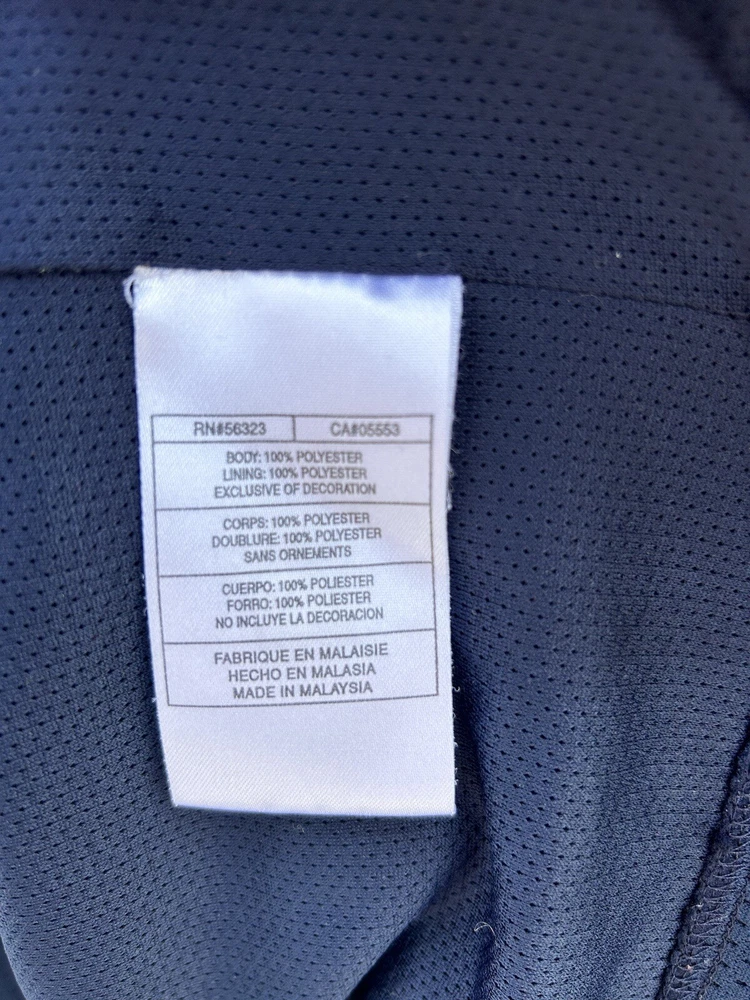 RN#56323 CA#05553
BODY: 100% POLYESTER
LINING: 100% POLYESTER
EXCLUSIVE OF DECORATION
CORPS: 100% POLYESTER
DOUBLURE: 100% POLYESTER
SANS ORNEMENTS
CUERPO: 100% POLIESTER
FORRO: 100% POLIESTER
NO INCLUYE LA DECORACION
FABRIQUE EN MALAISIE
HECHO EN MALASIA
MADE IN MALAYSIA